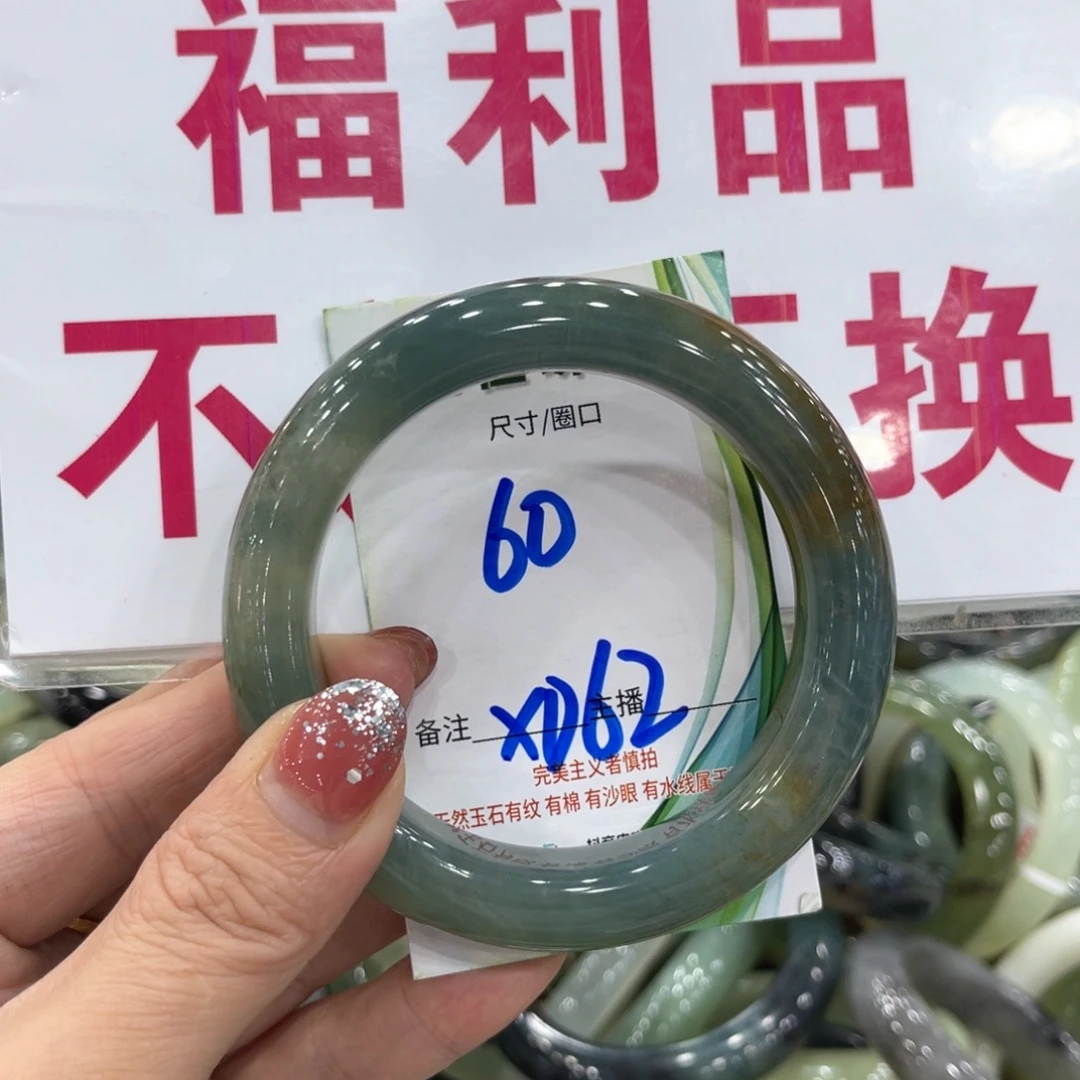 福利品
不 换
尺寸/圈口
60
备注 XD62 主播
完美主义者慎拍
天然玉石有纹 有棉 有沙眼 有水线属